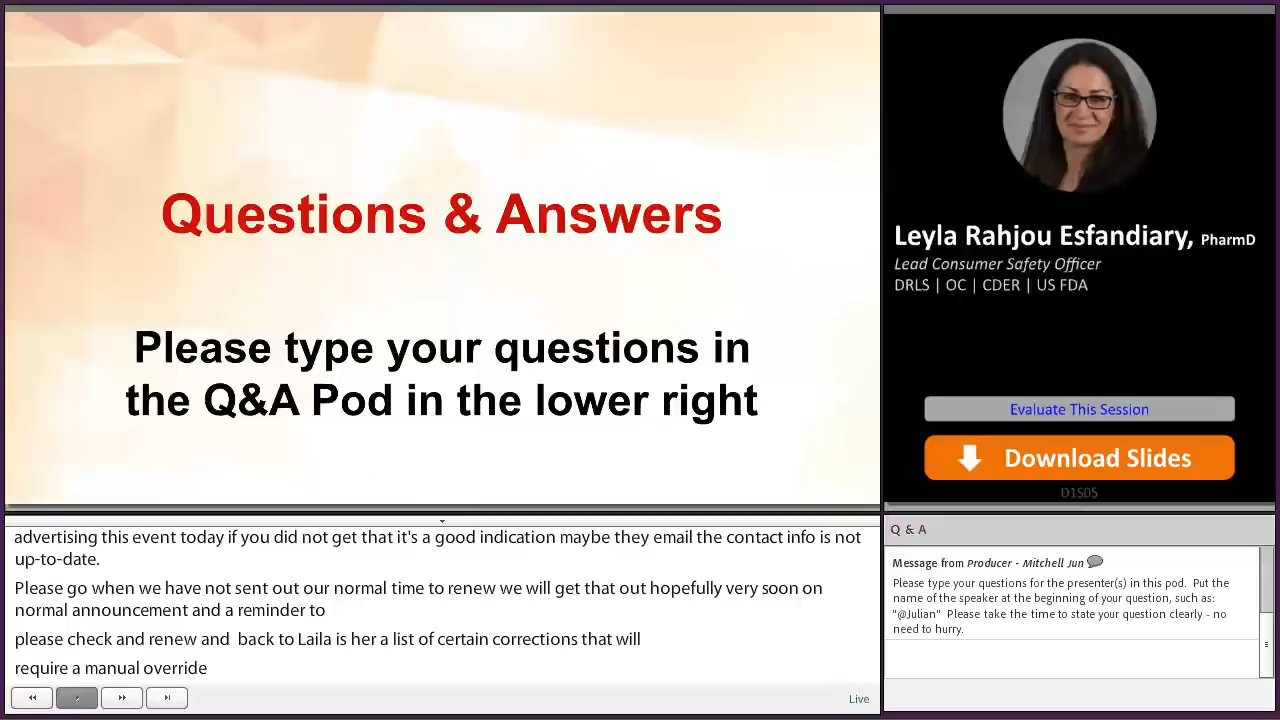 Questions & Answers
Please type your questions in
the Q&A Pod in the lower right
Leyla Rahjou Esfandiary, PharmD
Lead Consumer Safety Officer
DRLS | OC | CDER | US FDA
Evaluate This Session
Download Slides
D1S05
advertising this event today if you did not get that it's a good indication maybe they email the contact info is not
up-to-date.
Please go when we have not sent out our normal time to renew we will get that out hopefully very soon on
normal announcement and a reminder to
please check and renew and  back to Laila is her a list of certain corrections that will
require a manual override
Live
Q & A
Message from Producer - Mitchell Jun
Please type your questions for the presenter(s) in this pod.  Put the
name of the speaker at the beginning of your question, such as:
"@Julian"  Please take the time to state your question clearly - no
need to hurry.